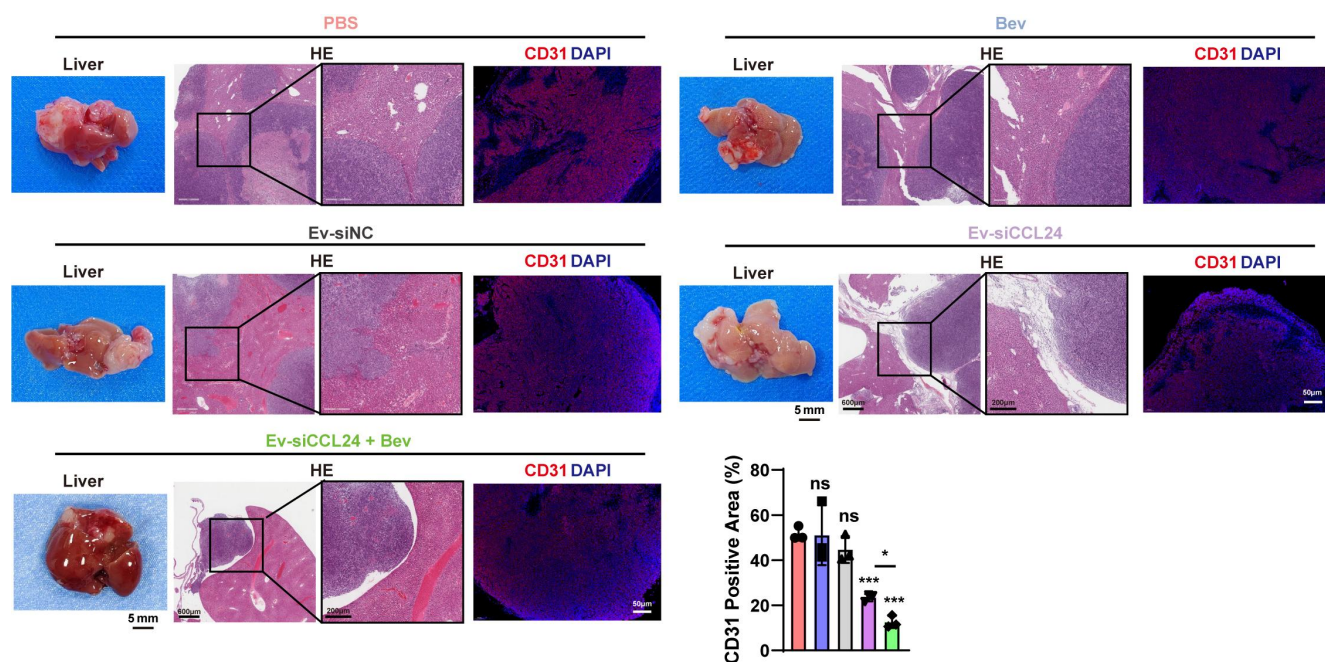 PBS
Liver
HE
CD31 DAPI
Bev
Liver
HE
CD31 DAPI
Ev-siNC
Liver
HE
CD31 DAPI
Ev-siCCL24
Liver
HE
CD31 DAPI
5 mm
600μm
200μm
50μm
Ev-siCCL24 + Bev
Liver
HE
CD31 DAPI
5 mm
600μm
200μm
50μm
CD31 Positive Area (%)
80
60
40
20
0
ns
ns
***
*
***